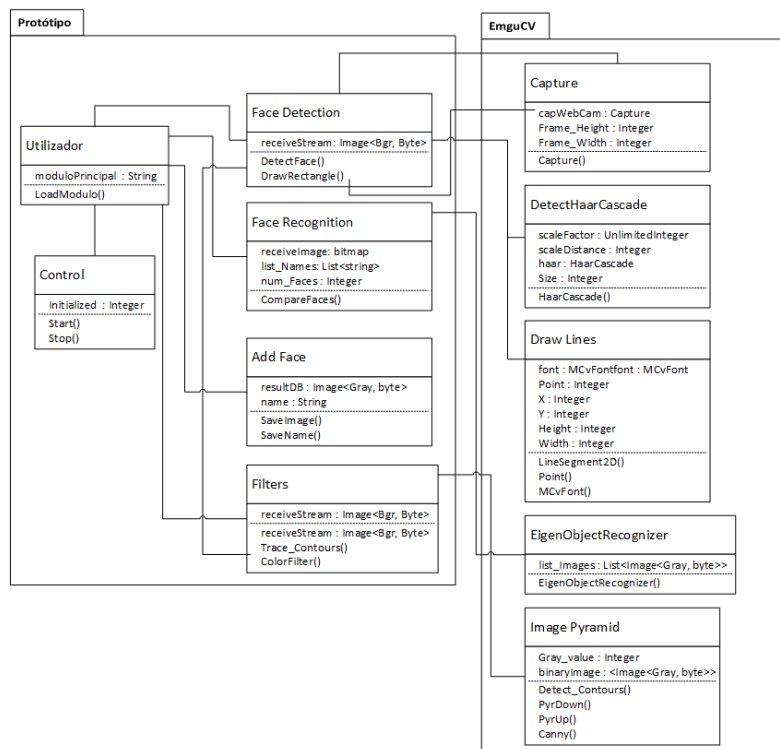 Protótipo
Utilizador
moduloPrincipal : String
LoadModulo()
Control
Initialized : Integer
Start()
Stop()
Face Detection
receiveStream: Image<Bgr, Byte>
DetectFace()
DrawRectangle()
Face Recognition
receiveImage: bitmap
list_Names: List<string>
num_Faces : Integer
CompareFaces()
Add Face
resultDB : Image<Gray, byte>
name : String
SaveImage()
SaveName()
Filters
receiveStream : Image<Bgr, Byte>
receiveStream : Image<Bgr, Byte>
Trace_Contours()
ColorFilter()
EmguCV
Capture
capWebCam : Capture
Frame_Height : Integer
Frame_Width : Integer
Capture()
DetectHaarCascade
scaleFactor : UnlimitedInteger
scaleDistance : Integer
haar : HaarCascade
Size : Integer
HaarCascade()
Draw Lines
font : MCvFontfont : MCvFont
Point : Integer
X : Integer
Y : Integer
Height : Integer
Width : Integer
LineSegment2D()
Point()
MCvFont()
EigenObjectRecognizer
list_Images : List<Image<Gray, byte>>
EigenObjectRecognizer()
Image Pyramid
Gray_value : Integer
binaryImage : <Image<Gray, byte>>
Detect_Contours()
PyrDown()
PyrUp()
Canny()